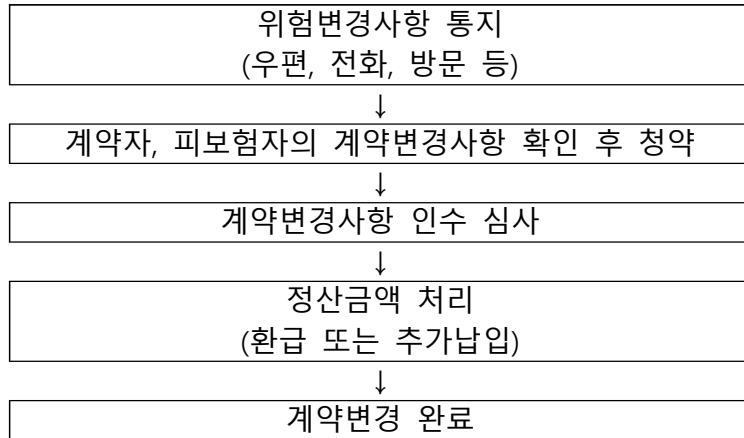 위험변경사항 통지
(우편, 전화, 방문 등)
↓
계약자, 피보험자의 계약변경사항 확인 후 청약
↓
계약변경사항 인수 심사
↓
정산금액 처리
(환급 또는 추가납입)
↓
계약변경 완료